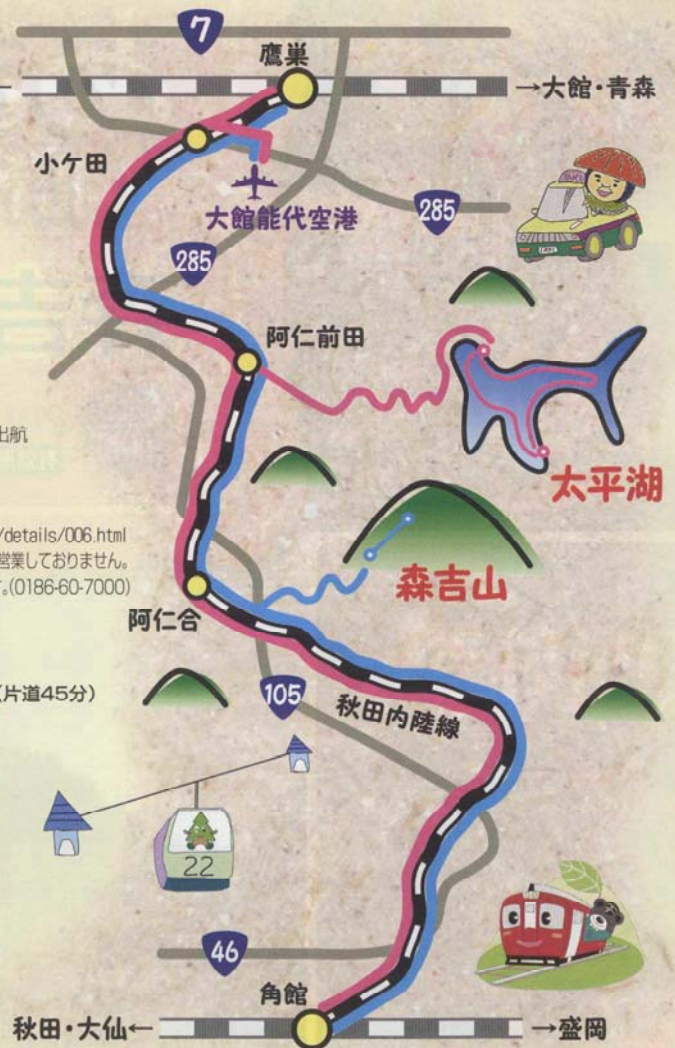 7
鷹巣
←
→大館・青森
小ケ田
大館能代空港
285
285
阿仁前田
出航
太平湖
/details/006.html
営業しておりません。
す。(0186-60-7000)
森吉山
阿仁合
(片道45分)
105
秋田内陸線
22
46
角館
秋田・大仙←
→盛岡